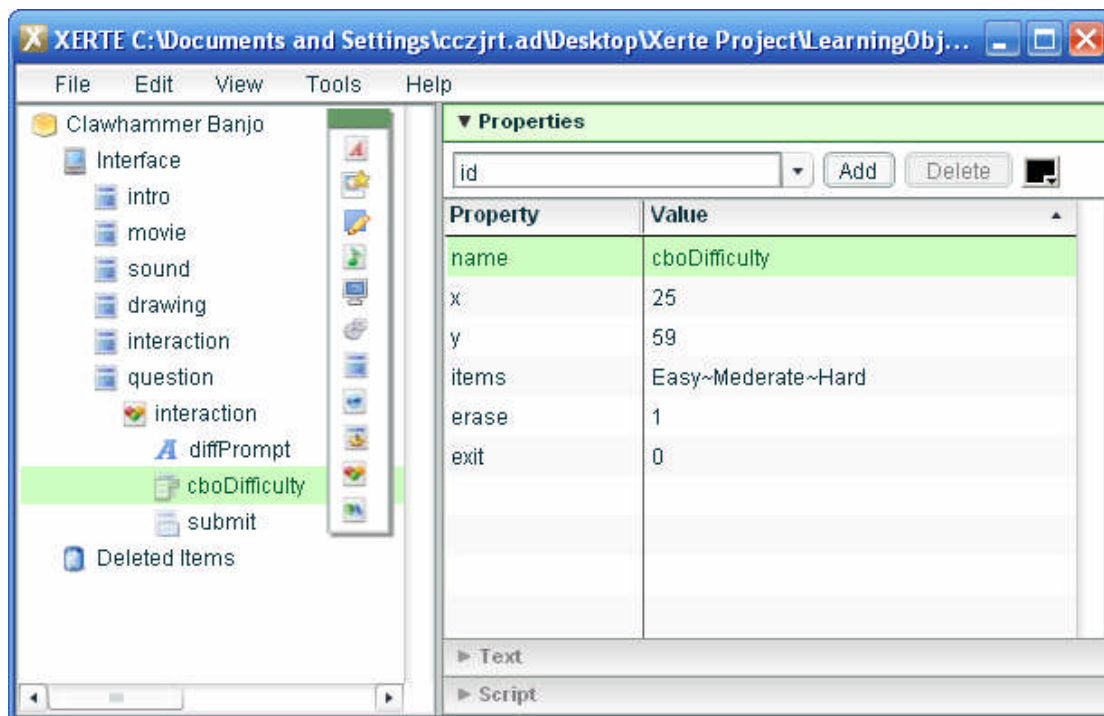 XERTE C:\Documents and Settings\cczjrt.ad\Desktop\Xerte Project\LearningObj...
File Edit View Tools Help
Clawhammer Banjo
Interface
intro
movie
sound
drawing
interaction
question
interaction
diffPrompt
cboDifficulty
submit
Deleted Items
Properties
id Add Delete
Property Value
name cboDifficulty
x 25
y 59
items Easy~Mederate~Hard
erase 1
exit 0
Text
Script